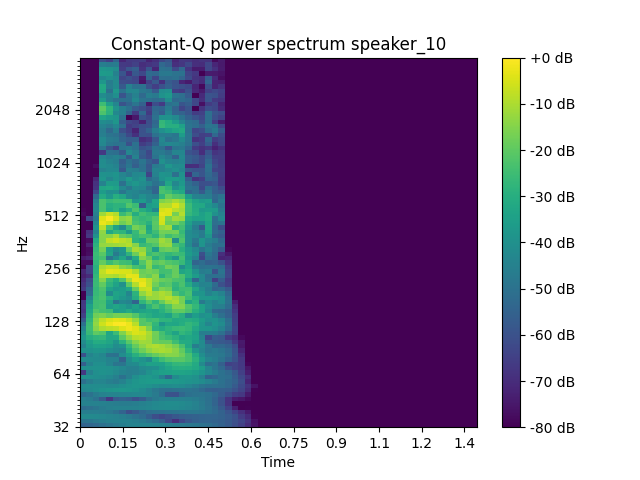 Constant-Q power spectrum speaker_10
Hz
2048
1024
512
256
128
64
32
0 0.15 0.3 0.45 0.6 0.75 0.9 1.1 1.2 1.4
Time
+0 dB
-10 dB
-20 dB
-30 dB
-40 dB
-50 dB
-60 dB
-70 dB
-80 dB